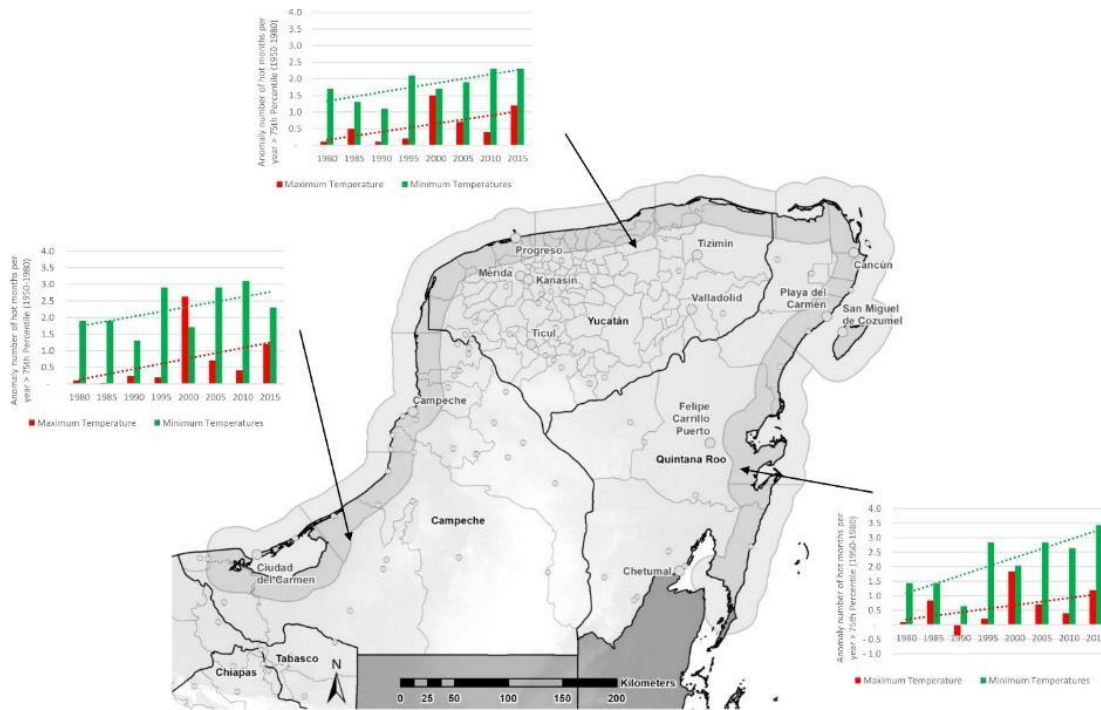 Anomaly number of hot months per
year > 75th Percentile (1950-1980)
4.0
3.5
3.0
2.5
2.0
1.5
1.0
0.5
-
1980 1985 1990 1995 2000 2005 2010 2015
Maximum Temperature Minimum Temperatures
Anomaly number of hot months per
year > 75th Percentile (1950-1980)
4.0
3.5
3.0
2.5
2.0
1.5
1.0
0.5
-
1980 1985 1990 1995 2000 2005 2010 2015
Maximum Temperature Minimum Temperatures
Progreso
Tizimín
Mérida
Kanasín
Cancún
Playa del
Carmen
Valladolid
San Miguel
de Cozumel
Yucatán
Ticul
Campeche
Felipe
Carrillo
Puerto
Quintana Roo
Campeche
Ciudad
del Carmen
Chetumal
Tabasco
Chiapas
N
Kilometers
0 25 50 100 150 200
Anomaly number of hot months per
year > 75th Percentile (1950-1980)
4.0
3.5
3.0
2.5
2.0
1.5
1.0
0.5
-
- 0.5
- 1.0
1980 1985 1990 1995 2000 2005 2010
Maximum Temperature Minimum Temperatures